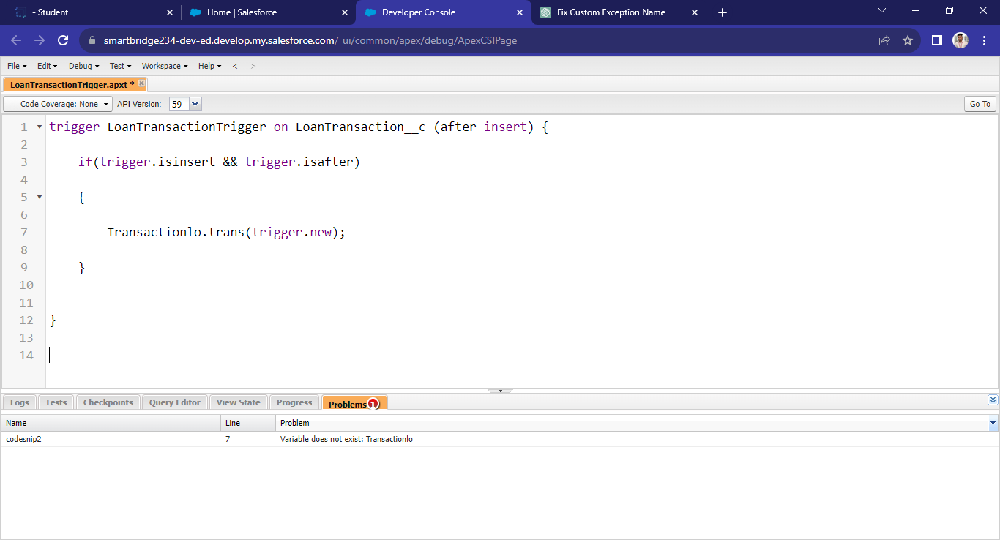 - Student
Home | Salesforce
Developer Console
Fix Custom Exception Name
smartbridge234-dev-ed.develop.my.salesforce.com/_ui/common/apex/debug/ApexCSIPage
File Edit Debug Test Workspace Help < >
LoanTransactionTrigger.apxt *
Code Coverage: None API Version: 59 Go To
1 trigger LoanTransactionTrigger on LoanTransaction__c (after insert) {
2
3 if(trigger.isinsert && trigger.isafter)
4
5 {
6
7 Transactionlo.trans(trigger.new);
8
9 }
10
11
12 }
13
14
Logs Tests Checkpoints Query Editor View State Progress Problems 1
Name Line Problem
codesnip2 7 Variable does not exist: Transactionlo